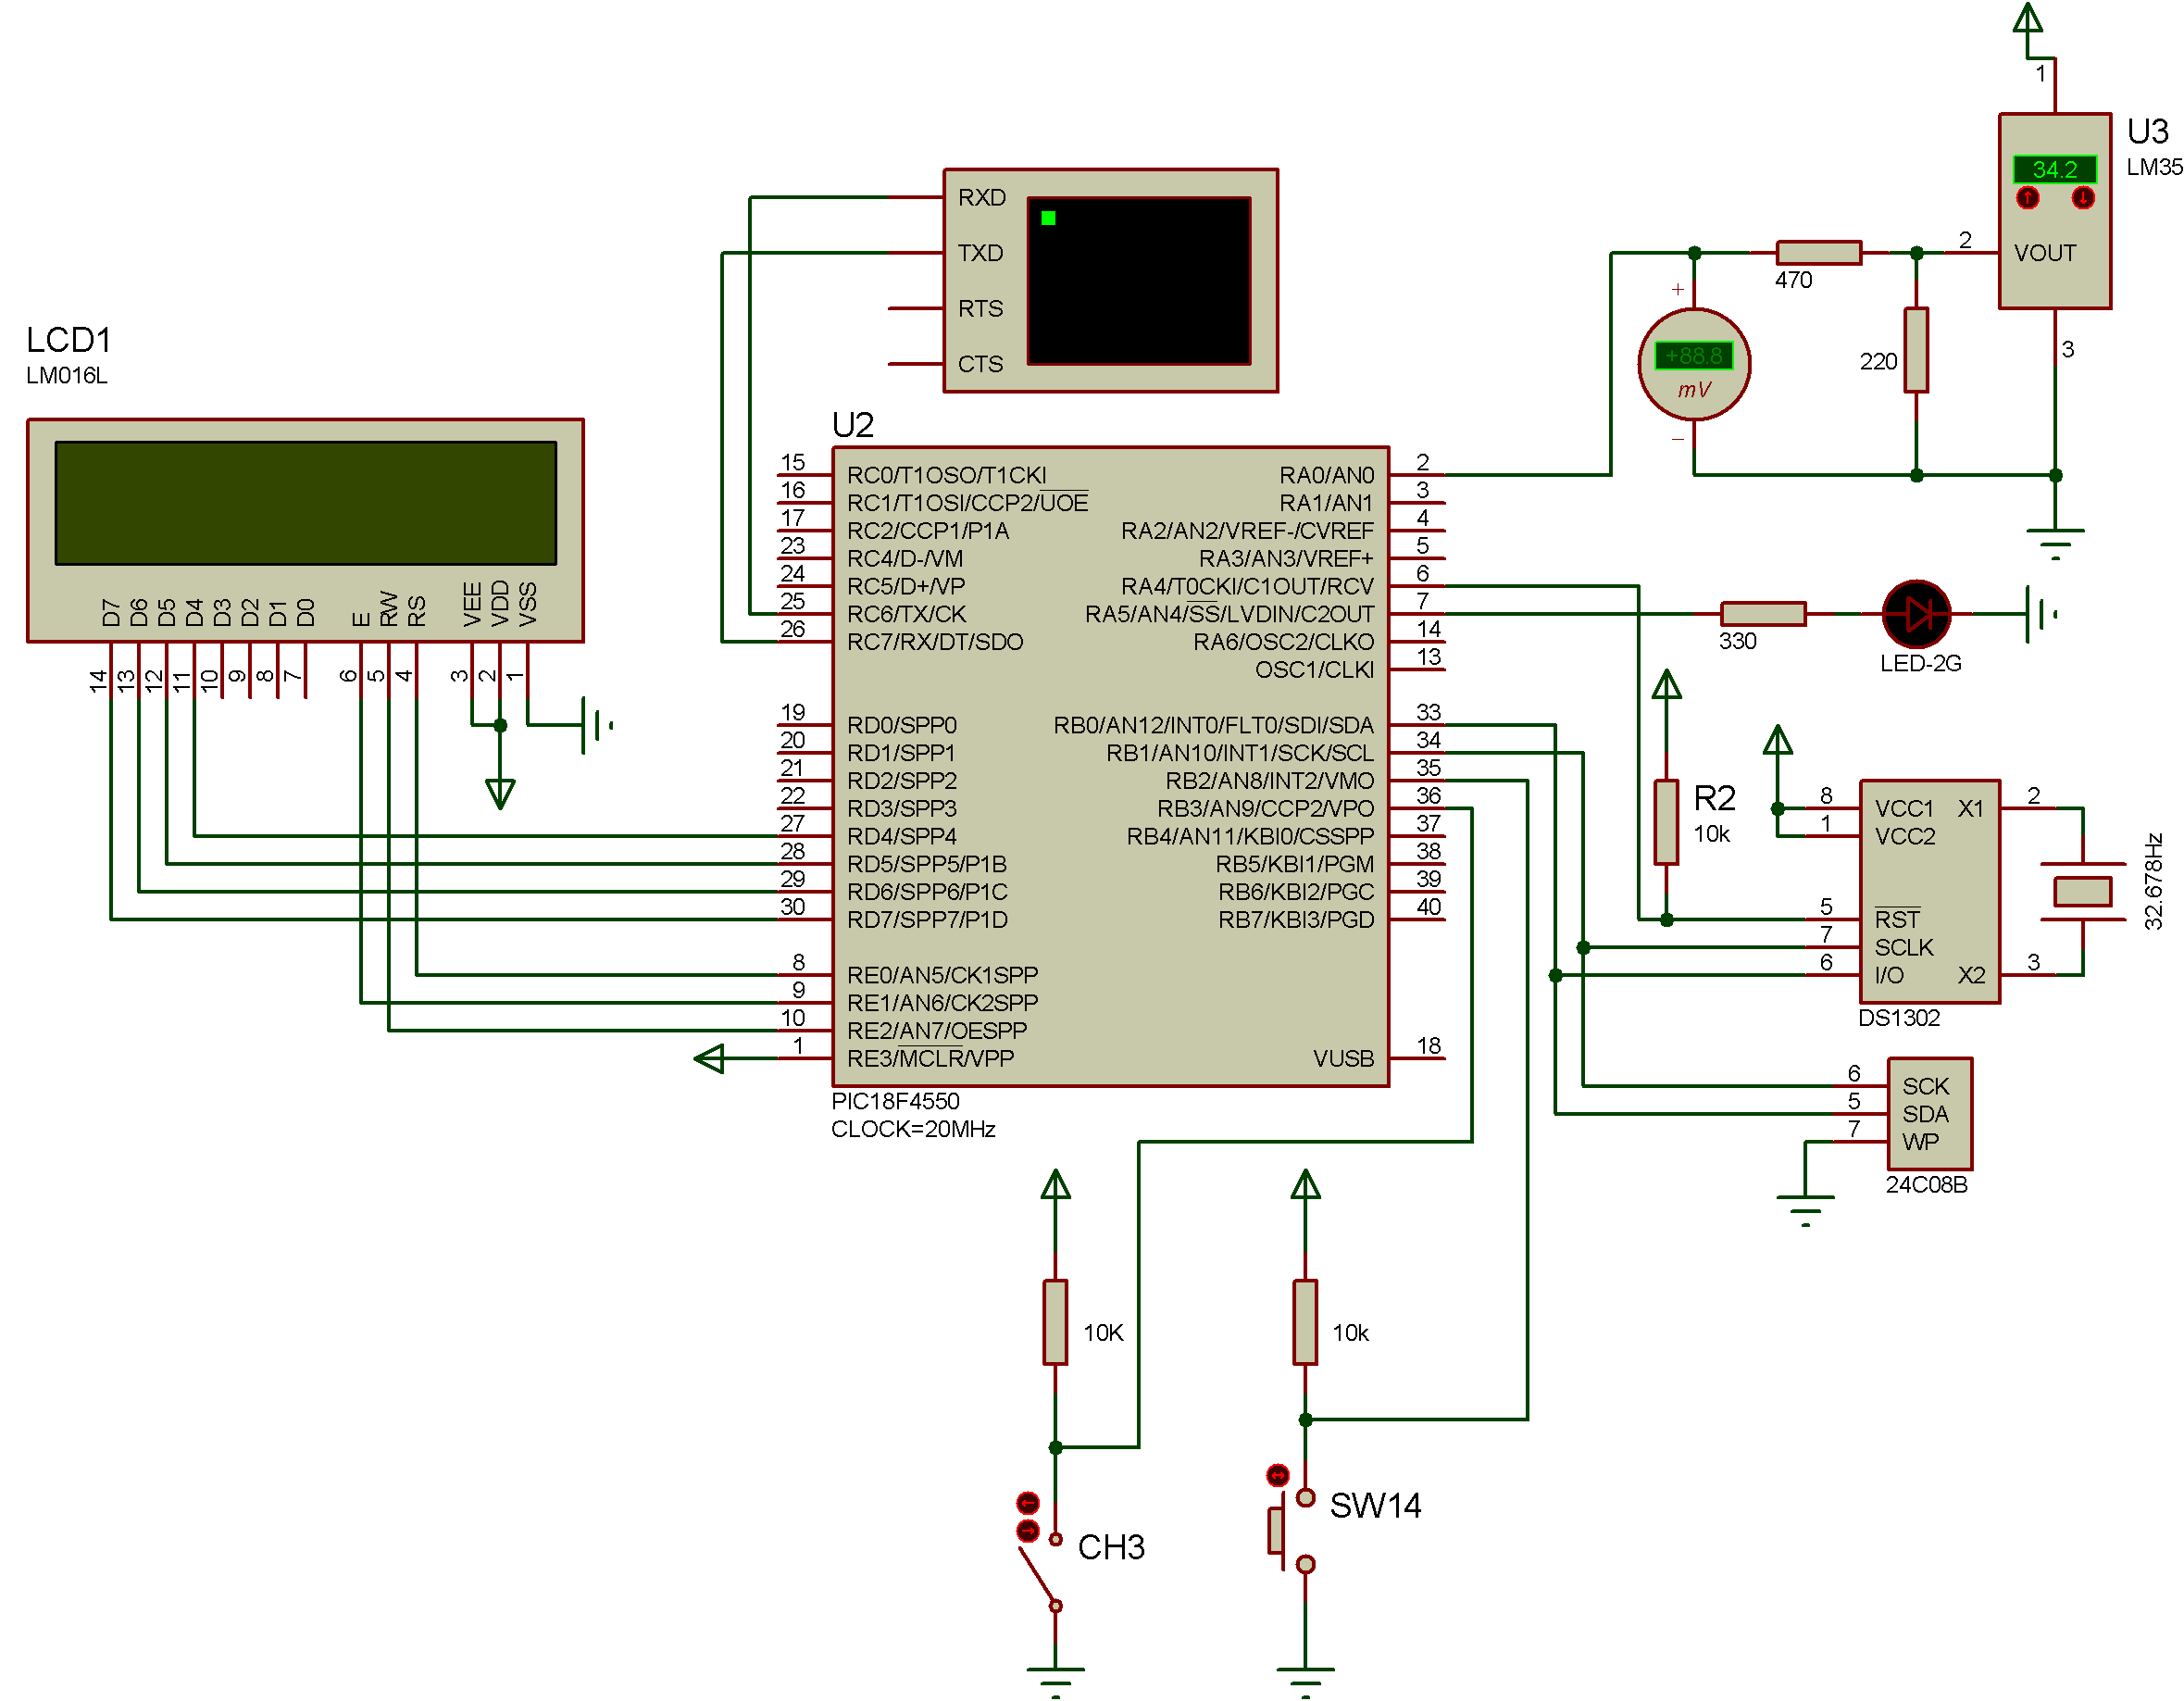 1
U3
LM35
34.2
2
VOUT
3
470
220
+
+88.8
mV
−
RXD
TXD
RTS
CTS
LCD1
LM016L
D7
D6
D5
D4
D3
D2
D1
D0
E
RW
RS
VEE
VDD
VSS
14
13
12
11
10
9
8
7
6
5
4
3
2
1
U2
15 RC0/T1OSO/T1CKI
16 RC1/T1OSI/CCP2/UOE
17 RC2/CCP1/P1A
23 RC4/D-/VM
24 RC5/D+/VP
25 RC6/TX/CK
26 RC7/RX/DT/SDO
19 RD0/SPP0
20 RD1/SPP1
21 RD2/SPP2
22 RD3/SPP3
27 RD4/SPP4
28 RD5/SPP5/P1B
29 RD6/SPP6/P1C
30 RD7/SPP7/P1D
8 RE0/AN5/CK1SPP
9 RE1/AN6/CK2SPP
10 RE2/AN7/OESPP
1 RE3/MCLR/VPP
RA0/AN0 2
RA1/AN1 3
RA2/AN2/VREF-/CVREF 4
RA3/AN3/VREF+ 5
RA4/T0CKI/C1OUT/RCV 6
RA5/AN4/SS/LVDIN/C2OUT 7
RA6/OSC2/CLKO 14
OSC1/CLKI 13
RB0/AN12/INT0/FLT0/SDI/SDA 33
RB1/AN10/INT1/SCK/SCL 34
RB2/AN8/INT2/VMO 35
RB3/AN9/CCP2/VPO 36
RB4/AN11/KBI0/CSSPP 37
RB5/KBI1/PGM 38
RB6/KBI2/PGC 39
RB7/KBI3/PGD 40
VUSB 18
PIC18F4550
CLOCK=20MHz
330
LED-2G
R2
10k
8 VCC1
1 VCC2
5 RST
7 SCLK
6 I/O
X1 2
X2 3
DS1302
32.678Hz
6 SCK
5 SDA
7 WP
24C08B
10K
10k
CH3
SW14